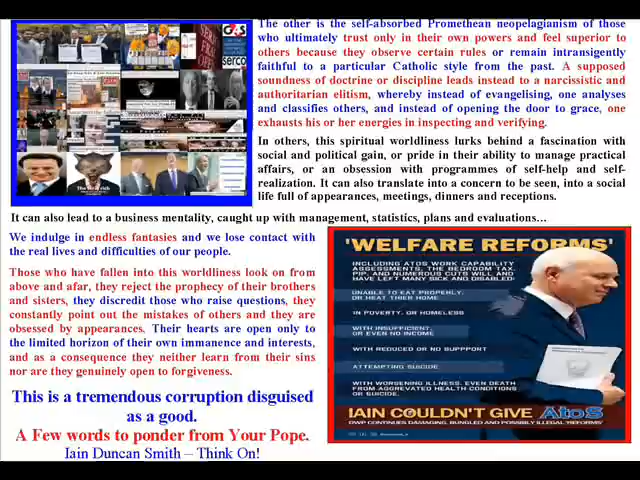 The other is the self-absorbed Promethean neopelagianism of those
who ultimately trust only in their own powers and feel superior to
others because they observe certain rules or remain intransigently
faithful to a particular Catholic style from the past. A supposed
soundness of doctrine or discipline leads instead to a narcissistic and
authoritarian elitism, whereby instead of evangelising, one analyses
and classifies others, and instead of opening the door to grace, one
exhausts his or her energies in inspecting and verifying.
In others, this spiritual worldliness lurks behind a fascination with
social and political gain, or pride in their ability to manage practical
affairs, or an obsession with programmes of self-help and self-
realization. It can also translate into a concern to be seen, into a social
life full of appearances, meetings, dinners and receptions.
It can also lead to a business mentality, caught up with management, statistics, plans and evaluations…
We indulge in endless fantasies and we lose contact with
the real lives and difficulties of our people.
Those who have fallen into this worldliness look on from
above and afar, they reject the prophecy of their brothers
and sisters, they discredit those who raise questions, they
constantly point out the mistakes of others and they are
obsessed by appearances. Their hearts are open only to
the limited horizon of their own immanence and interests,
and as a consequence they neither learn from their sins
nor are they genuinely open to forgiveness.
This is a tremendous corruption disguised
as a good.
A Few words to ponder from Your Pope.
Iain Duncan Smith – Think On!
G4S
serco
'WELFARE REFORMS'
INCLUDING ATOS WORK CAPABILITY
ASSESSMENTS, THE BEDROOM TAX,
PIP, AND NUMEROUS CUTS WILL AND
HAVE LEFT MANY SICK AND DISABLED:
UNABLE TO EAT PROPERLY,
OR HEAT THIER HOME
IN POVERTY, OR HOMELESS
WITH INSUFFICIENT,
OR EVEN NO INCOME
WITH REDUCED OR NO SUPPPORT
ATTEMPTING SUICIDE
WITH WORSENING ILLNESS, EVEN DEATH
FROM AGGREVATED HEALTH CONDITIONS
OR SUICIDE.
IAIN COULDN'T GIVE AtoS
DWP CONTINUES DAMAGING, BUNGLED AND POSSIBLY ILLEGAL 'REFORMS'